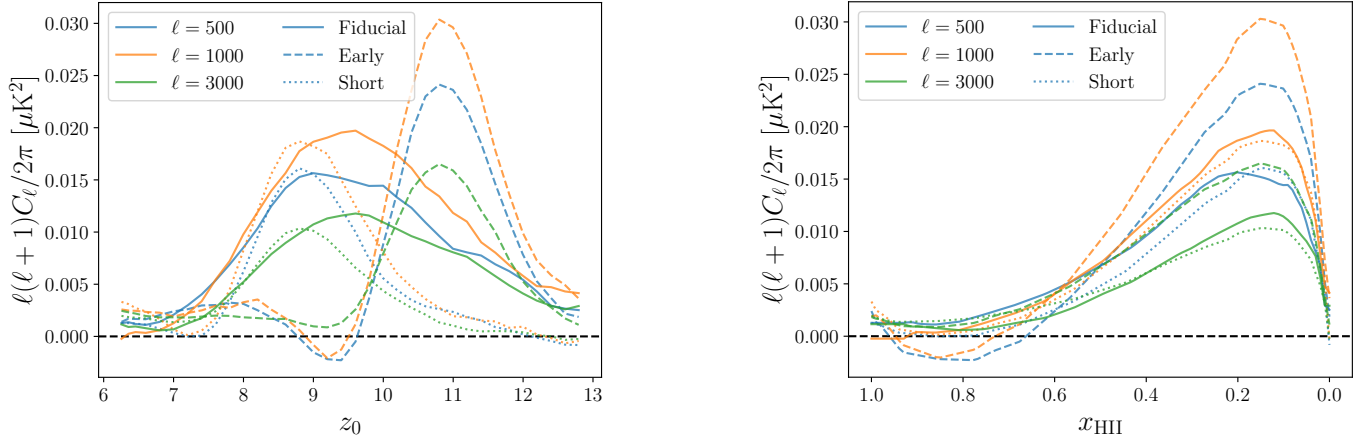 ℓ(ℓ + 1)C_ℓ/2π [μK²]
0.030
0.025
0.020
0.015
0.010
0.005
0.000
ℓ = 500 Fiducial
ℓ = 1000 Early
ℓ = 3000 Short
6 7 8 9 10 11 12 13
z₀
ℓ(ℓ + 1)C_ℓ/2π [μK²]
0.030
0.025
0.020
0.015
0.010
0.005
0.000
ℓ = 500 Fiducial
ℓ = 1000 Early
ℓ = 3000 Short
1.0 0.8 0.6 0.4 0.2 0.0
x_HII